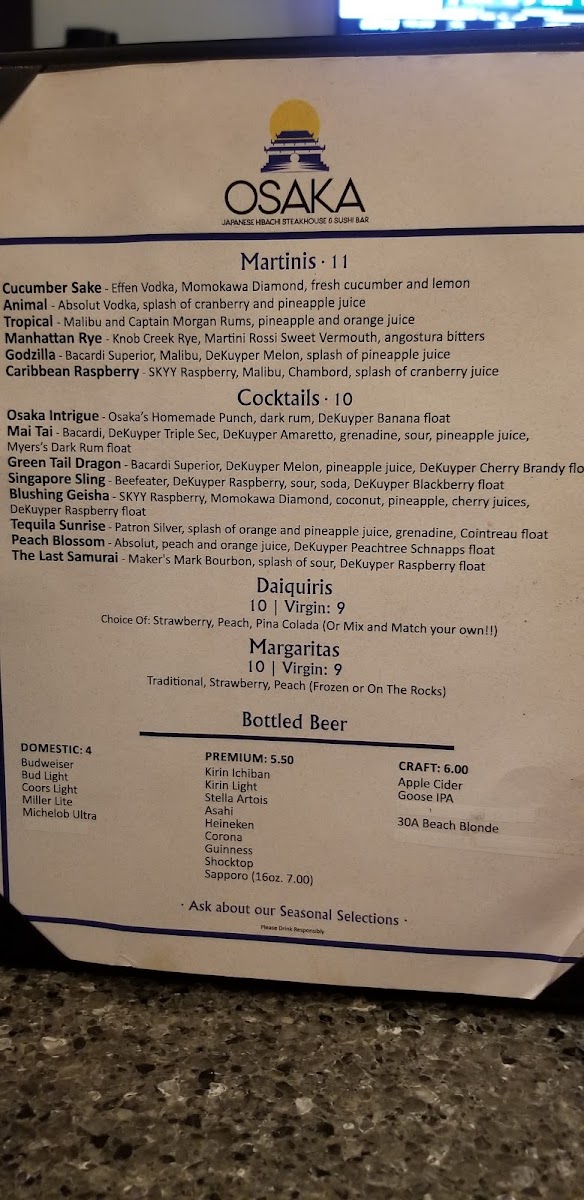 OSAKA
JAPANESE HIBACHI STEAKHOUSE & SUSHI BAR
Martinis · 11
Cucumber Sake - Effen Vodka, Momokawa Diamond, fresh cucumber and lemon
Animal - Absolut Vodka, splash of cranberry and pineapple juice
Tropical - Malibu and Captain Morgan Rums, pineapple and orange juice
Manhattan Rye - Knob Creek Rye, Martini Rossi Sweet Vermouth, angostura bitters
Godzilla - Bacardi Superior, Malibu, DeKuyper Melon, splash of pineapple juice
Caribbean Raspberry - SKYY Raspberry, Malibu, Chambord, splash of cranberry juice
Cocktails · 10
Osaka Intrigue - Osaka's Homemade Punch, dark rum, DeKuyper Banana float
Mai Tai - Bacardi, DeKuyper Triple Sec, DeKuyper Amaretto, grenadine, sour, pineapple juice,
Myers's Dark Rum float
Green Tail Dragon - Bacardi Superior, DeKuyper Melon, pineapple juice, DeKuyper Cherry Brandy flo
Singapore Sling - Beefeater, DeKuyper Raspberry, sour, soda, DeKuyper Blackberry float
Blushing Geisha - SKYY Raspberry, Momokawa Diamond, coconut, pineapple, cherry juices,
DeKuyper Raspberry float
Tequila Sunrise - Patron Silver, splash of orange and pineapple juice, grenadine, Cointreau float
Peach Blossom - Absolut, peach and orange juice, DeKuyper Peachtree Schnapps float
The Last Samurai - Maker's Mark Bourbon, splash of sour, DeKuyper Raspberry float
Daiquiris
10 | Virgin: 9
Choice Of: Strawberry, Peach, Pina Colada (Or Mix and Match your own!!)
Margaritas
10 | Virgin: 9
Traditional, Strawberry, Peach (Frozen or On The Rocks)
Bottled Beer
DOMESTIC: 4
Budweiser
Bud Light
Coors Light
Miller Lite
Michelob Ultra
PREMIUM: 5.50
Kirin Ichiban
Kirin Light
Stella Artois
Asahi
Heineken
Corona
Guinness
Shocktop
Sapporo (16oz. 7.00)
CRAFT: 6.00
Apple Cider
Goose IPA
30A Beach Blonde
· Ask about our Seasonal Selections ·
Please Drink Responsibly